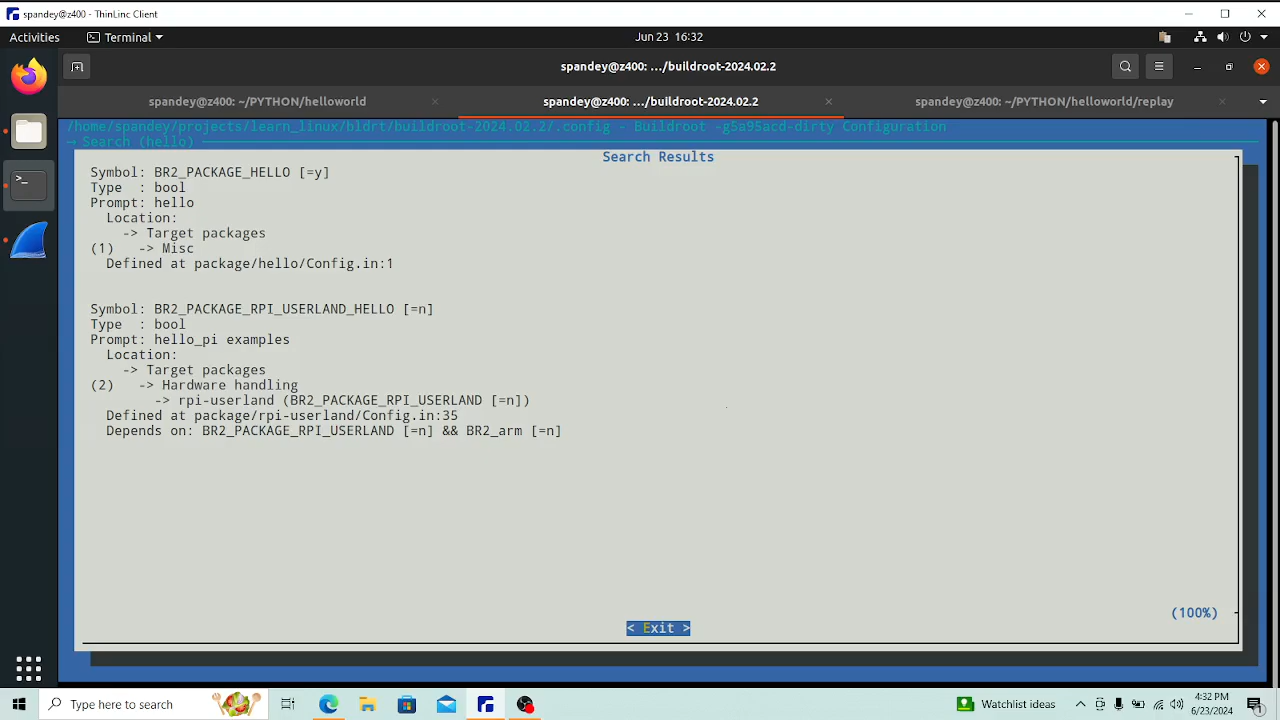 spandey@z400 - ThinLinc Client
Activities
Terminal
Jun 23 16:32
spandey@z400: .../buildroot-2024.02.2
spandey@z400: ~/PYTHON/helloworld
spandey@z400: .../buildroot-2024.02.2
spandey@z400: ~/PYTHON/helloworld/replay
/home/spandey/projects/learn_linux/bldrt/buildroot-2024.02.2/.config - Buildroot -g5a95acd-dirty Configuration
→ Search (hello)
Search Results
Symbol: BR2_PACKAGE_HELLO [=y]
Type  : bool
Prompt: hello
  Location:
    -> Target packages
(1)   -> Misc
  Defined at package/hello/Config.in:1
Symbol: BR2_PACKAGE_RPI_USERLAND_HELLO [=n]
Type  : bool
Prompt: hello_pi examples
  Location:
    -> Target packages
(2)   -> Hardware handling
        -> rpi-userland (BR2_PACKAGE_RPI_USERLAND [=n])
  Defined at package/rpi-userland/Config.in:35
  Depends on: BR2_PACKAGE_RPI_USERLAND [=n] && BR2_arm [=n]
(100%)
< Exit >
Type here to search
Watchlist ideas
4:32 PM
6/23/2024
1